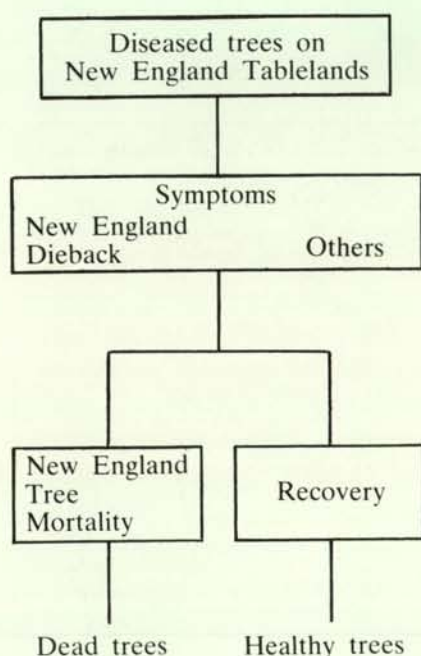 Diseased trees on
New England Tablelands
Symptoms
New England
Dieback Others
New England
Tree
Mortality
Recovery
Dead trees Healthy trees